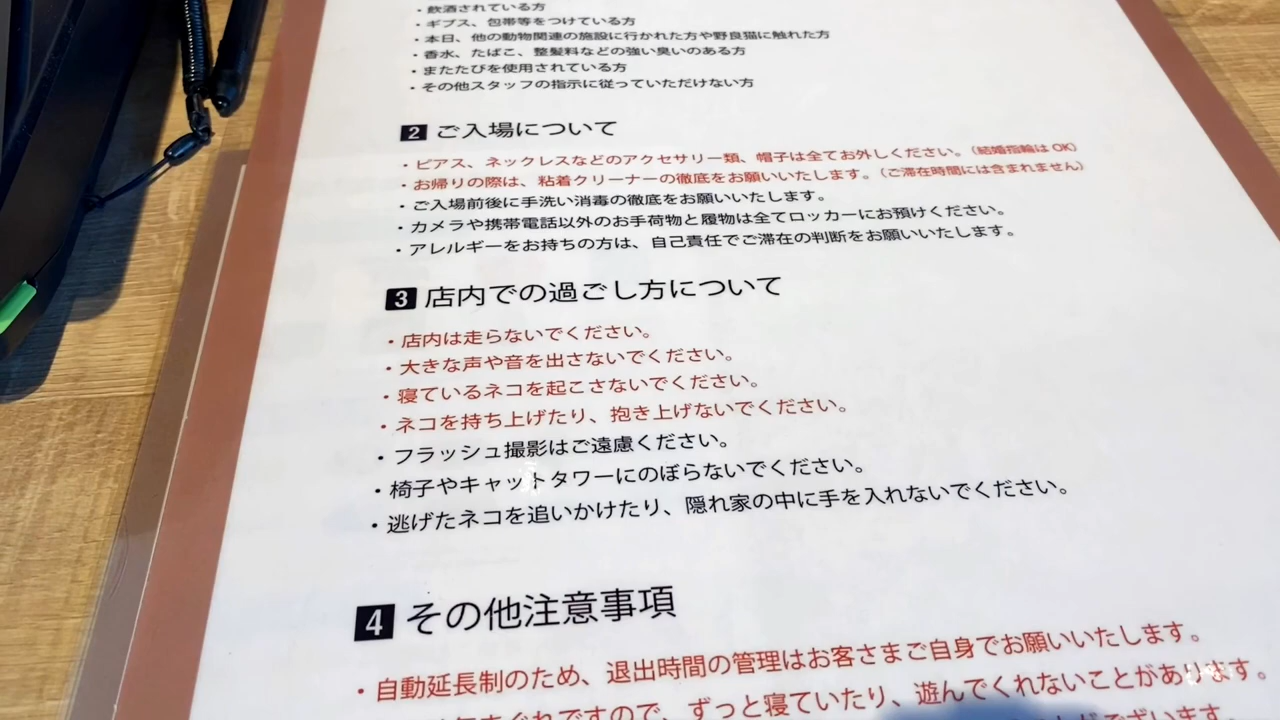 ・飲酒されている方
・ギプス、包帯等をつけている方
・本日、他の動物関連の施設に行かれた方や野良猫に触れた方
・香水、たばこ、整髪料などの強い臭いのある方
・またたびを使用されている方
・その他スタッフの指示に従っていただけない方
2 ご入場について
・ピアス、ネックレスなどのアクセサリー類、帽子は全てお外しください。（結婚指輪は OK）
・お帰りの際は、粘着クリーナーの徹底をお願いいたします。（ご滞在時間には含まれません）
・ご入場前後に手洗い消毒の徹底をお願いいたします。
・カメラや携帯電話以外のお手荷物と履物は全てロッカーにお預けください。
・アレルギーをお持ちの方は、自己責任でご滞在の判断をお願いいたします。
3 店内での過ごし方について
・店内は走らないでください。
・大きな声や音を出さないでください。
・寝ているネコを起こさないでください。
・ネコを持ち上げたり、抱き上げないでください。
・フラッシュ撮影はご遠慮ください。
・椅子やキャットタワーにのぼらないでください。
・逃げたネコを追いかけたり、隠れ家の中に手を入れないでください。
4 その他注意事項
・自動延長制のため、退出時間の管理はお客さまご自身でお願いいたします。
まぐれですので、ずっと寝ていたり、遊んでくれないことがあります。
ございます。